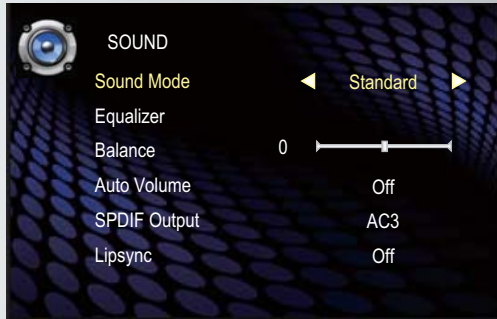 SOUND
Sound Mode Standard
Equalizer
Balance 0
Auto Volume Off
SPDIF Output AC3
Lipsync Off